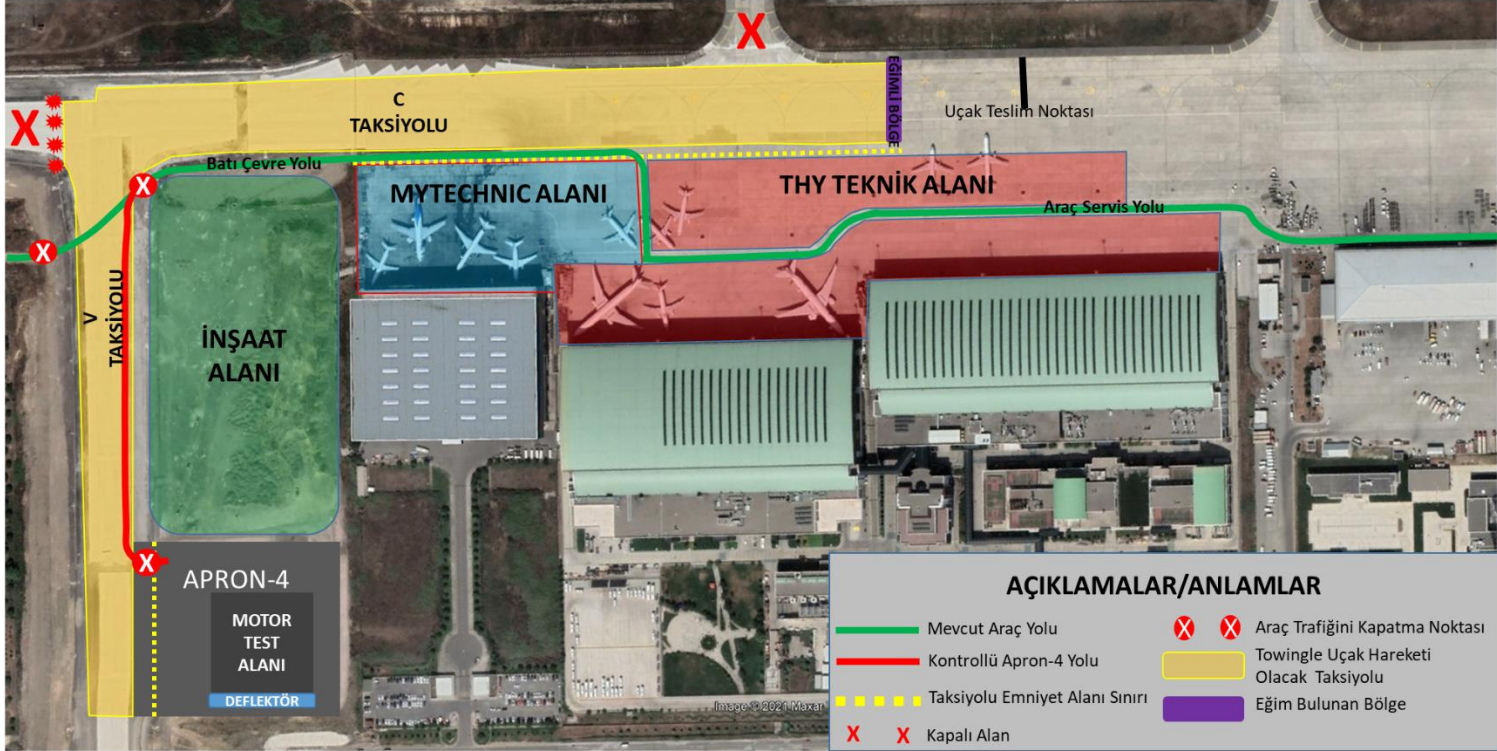 X
EĞİMLİ BÖLGE
X
C
TAKSİYOLU
Uçak Teslim Noktası
Batı Çevre Yolu
X
MYTECHNIC ALANI
THY TEKNİK ALANI
Araç Servis Yolu
X
V
TAKSİYOLU
İNŞAAT
ALANI
X
APRON-4
MOTOR
TEST
ALANI
DEFLEKTÖR
Image © 2021 Maxar
AÇIKLAMALAR/ANLAMLAR
Mevcut Araç Yolu
Kontrollü Apron-4 Yolu
Taksiyolu Emniyet Alanı Sınırı
X X Kapalı Alan
X X Araç Trafiğini Kapatma Noktası
Towingle Uçak Hareketi
Olacak Taksiyolu
Eğim Bulunan Bölge